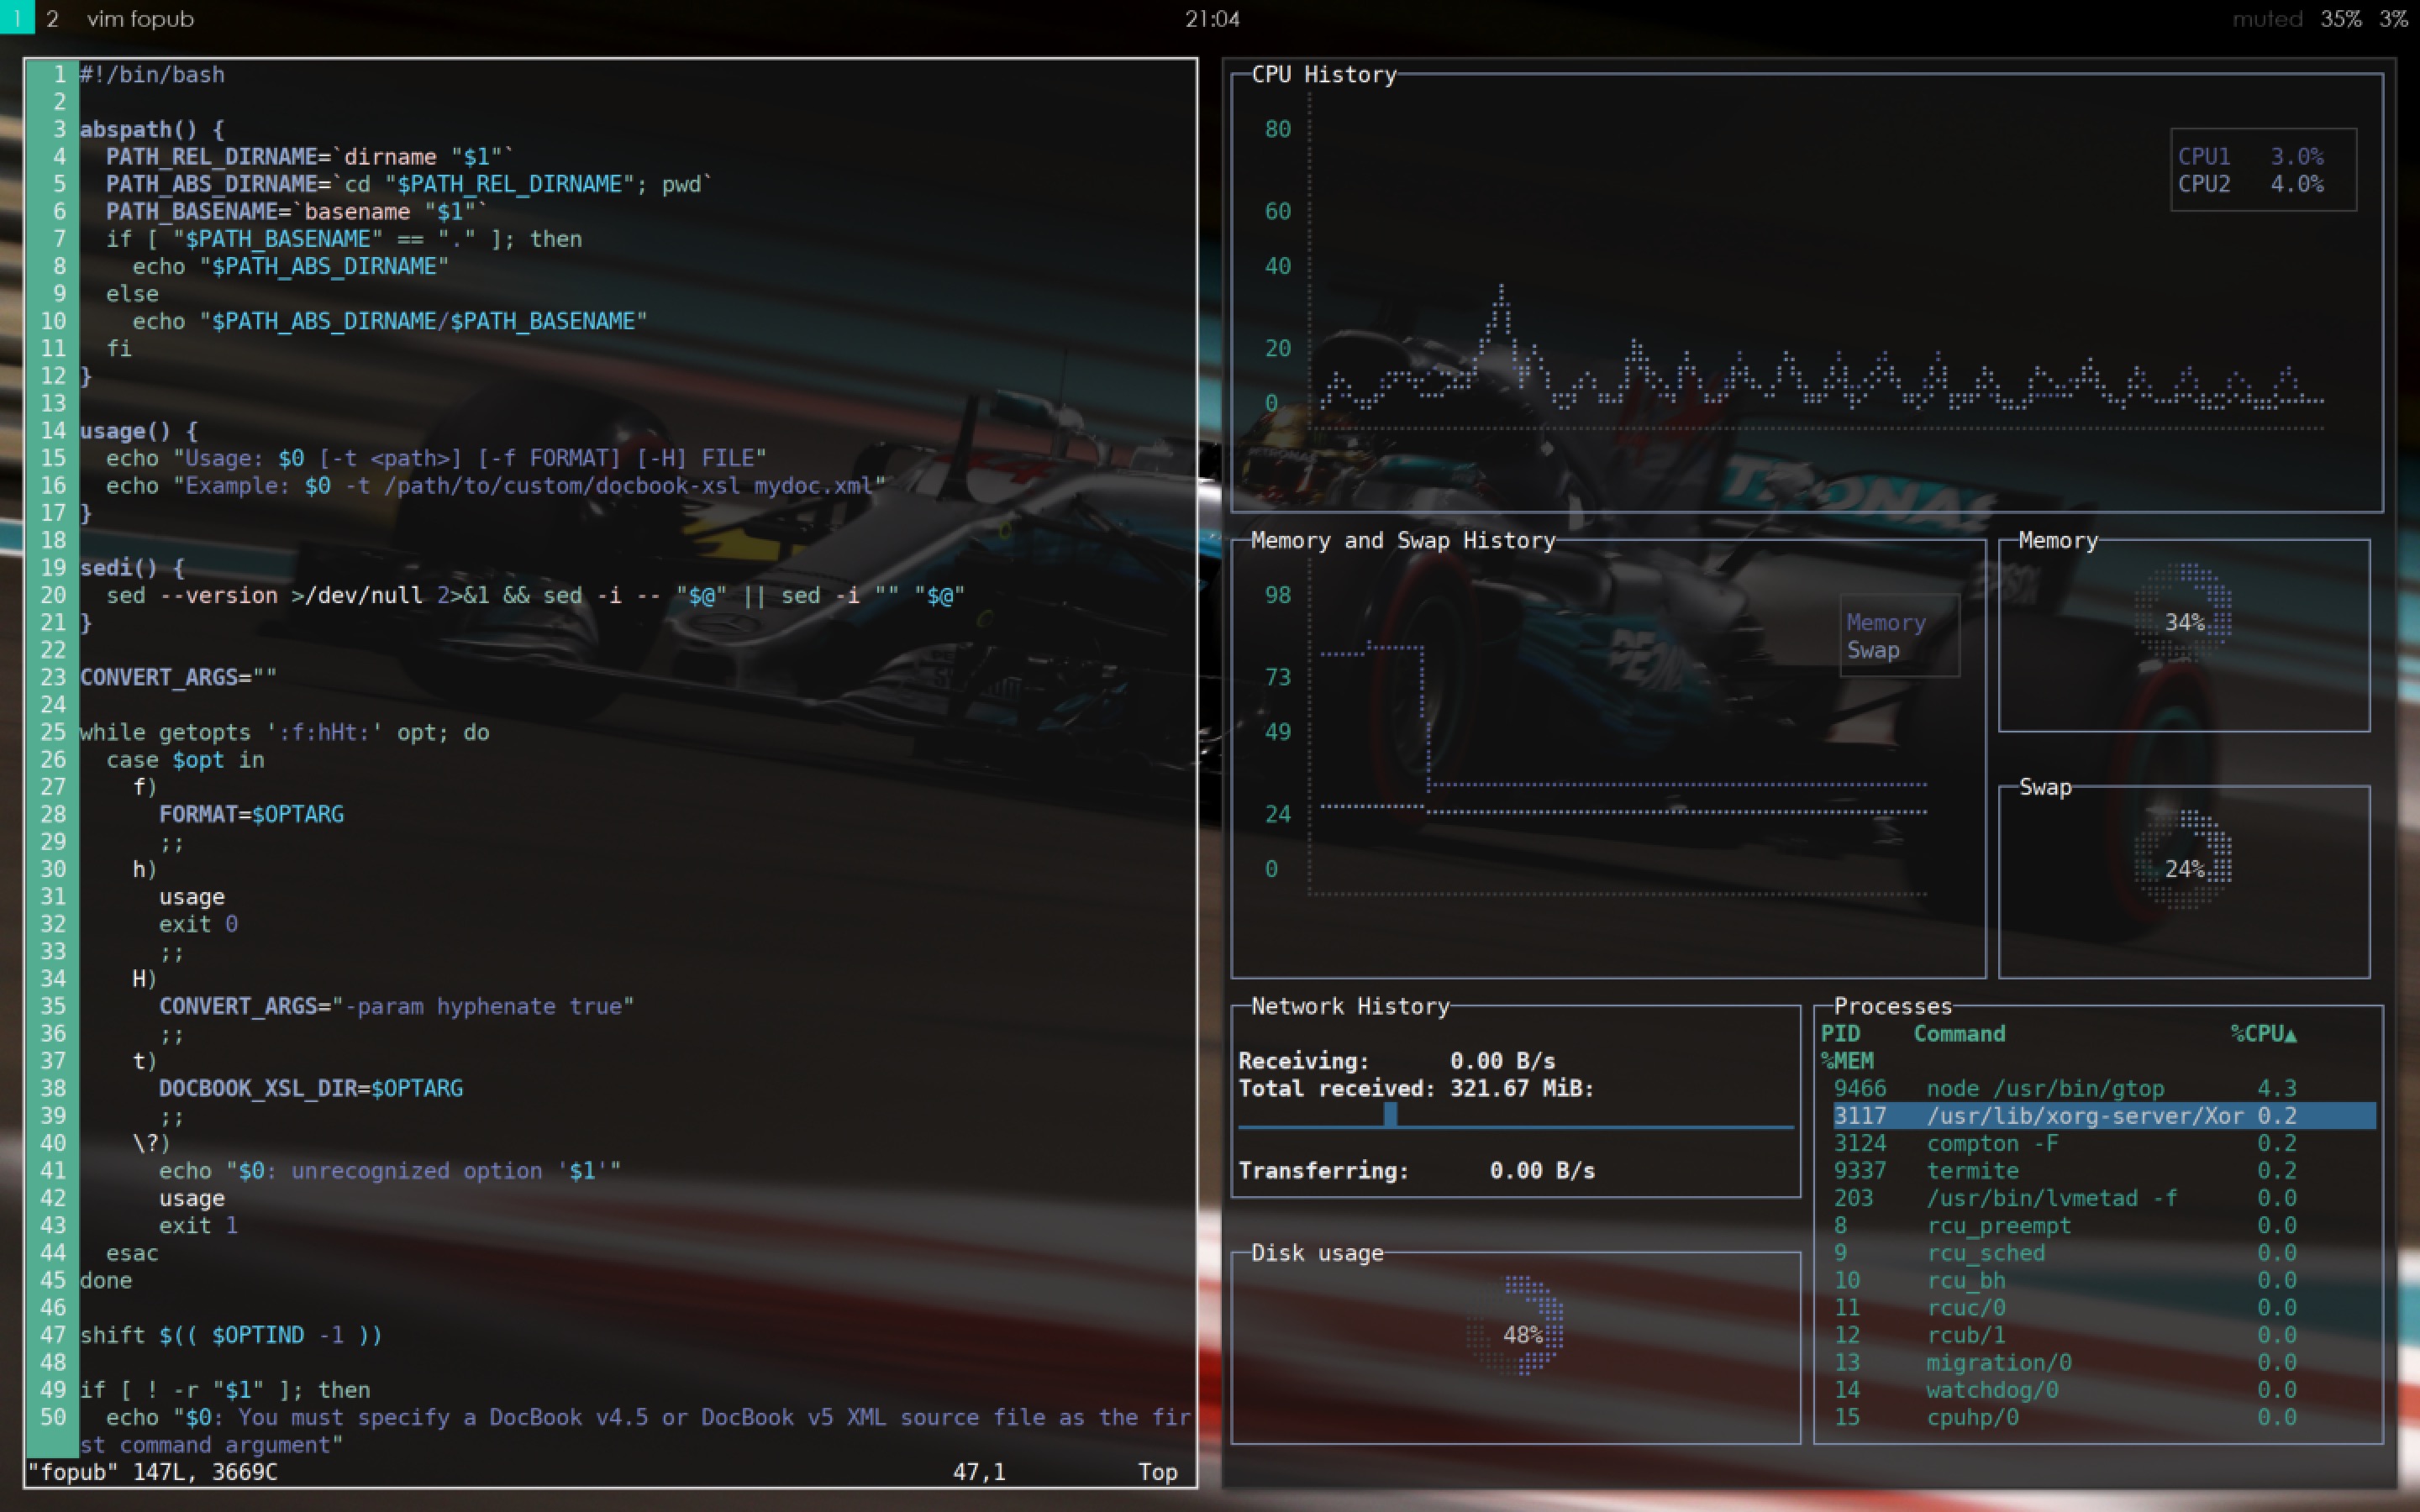 1 2 vim fopub 21:04 muted 35% 3%
1 #!/bin/bash
2
3 abspath() {
4   PATH_REL_DIRNAME=`dirname "$1"`
5   PATH_ABS_DIRNAME=`cd "$PATH_REL_DIRNAME"; pwd`
6   PATH_BASENAME=`basename "$1"`
7   if [ "$PATH_BASENAME" == "." ]; then
8     echo "$PATH_ABS_DIRNAME"
9   else
10     echo "$PATH_ABS_DIRNAME/$PATH_BASENAME"
11   fi
12 }
13
14 usage() {
15   echo "Usage: $0 [-t <path>] [-f FORMAT] [-H] FILE"
16   echo "Example: $0 -t /path/to/custom/docbook-xsl mydoc.xml"
17 }
18
19 sedi() {
20   sed --version >/dev/null 2>&1 && sed -i -- "$@" || sed -i "" "$@"
21 }
22
23 CONVERT_ARGS=""
24
25 while getopts ':f:hHt:' opt; do
26   case $opt in
27     f)
28       FORMAT=$OPTARG
29       ;;
30     h)
31       usage
32       exit 0
33       ;;
34     H)
35       CONVERT_ARGS="-param hyphenate true"
36       ;;
37     t)
38       DOCBOOK_XSL_DIR=$OPTARG
39       ;;
40     \?)
41       echo "$0: unrecognized option '$1'"
42       usage
43       exit 1
44   esac
45 done
46
47 shift $(( $OPTIND -1 ))
48
49 if [ ! -r "$1" ]; then
50   echo "$0: You must specify a DocBook v4.5 or DocBook v5 XML source file as the fir
st command argument"
"fopub" 147L, 3669C 47,1 Top
CPU History
80
60
40
20
0
CPU1 3.0%
CPU2 4.0%
Memory and Swap History
98
73
49
24
0
Memory
Swap
Memory
34%
Swap
24%
Network History
Receiving: 0.00 B/s
Total received: 321.67 MiB:
Transferring: 0.00 B/s
Disk usage
48%
Processes
PID Command %CPU▲
%MEM
9466 node /usr/bin/gtop 4.3
3117 /usr/lib/xorg-server/Xor 0.2
3124 compton -F 0.2
9337 termite 0.2
203 /usr/bin/lvmetad -f 0.0
8 rcu_preempt 0.0
9 rcu_sched 0.0
10 rcu_bh 0.0
11 rcuc/0 0.0
12 rcub/1 0.0
13 migration/0 0.0
14 watchdog/0 0.0
15 cpuhp/0 0.0